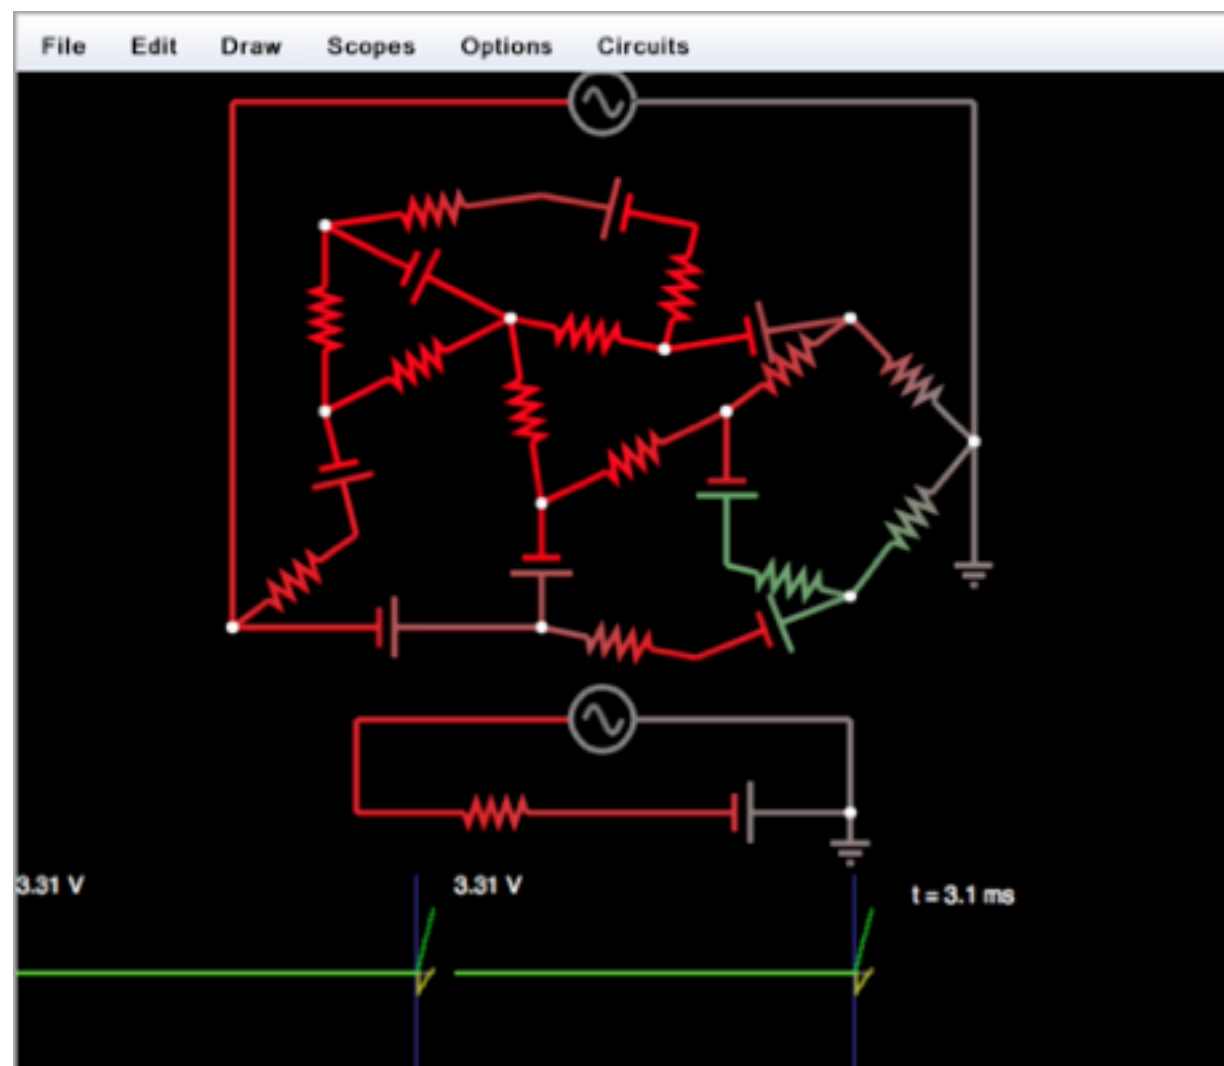 File Edit Draw Scopes Options Circuits
3.31 V 3.31 V t = 3.1 ms